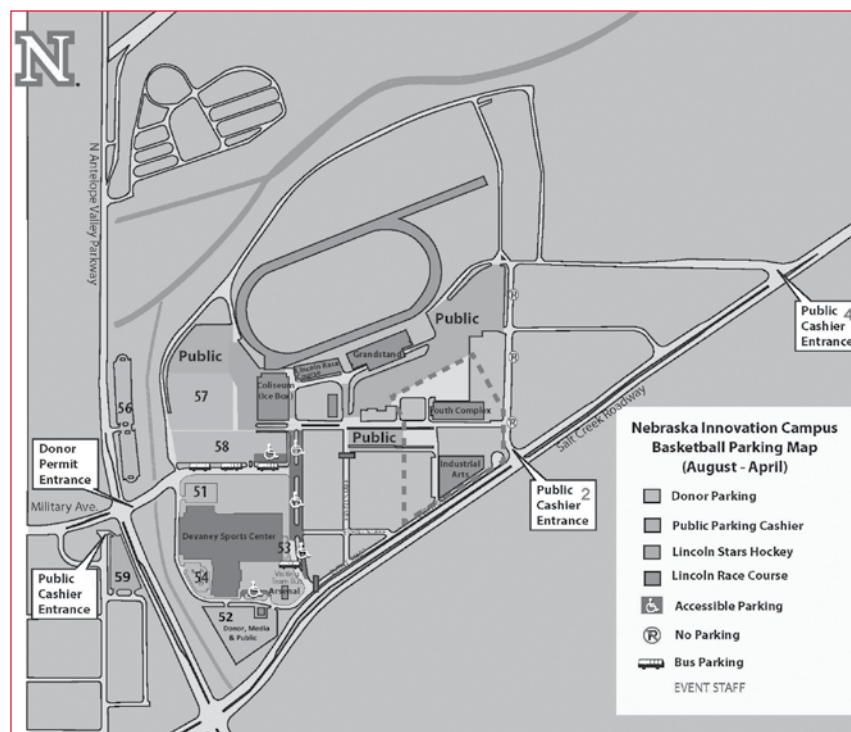 N
N Antelope Valley Parkway
Public
Grandstand
Public
Lincoln Race
Course
Public 4
Cashier
Entrance
57
Coliseum
(Ice Box)
56
Youth Complex
Salt Creek Roadway
58
Public
Donor
Permit
Entrance
Industrial
Arts
Public 2
Cashier
Entrance
51
Military Ave.
Devaney Sports Center
53
Public
Cashier
Entrance
59
54
Visiting
Team Bus
Arsenal
52
Donor, Media
& Public
Nebraska Innovation Campus
Basketball Parking Map
(August - April)
Donor Parking
Public Parking Cashier
Lincoln Stars Hockey
Lincoln Race Course
Accessible Parking
No Parking
Bus Parking
EVENT STAFF